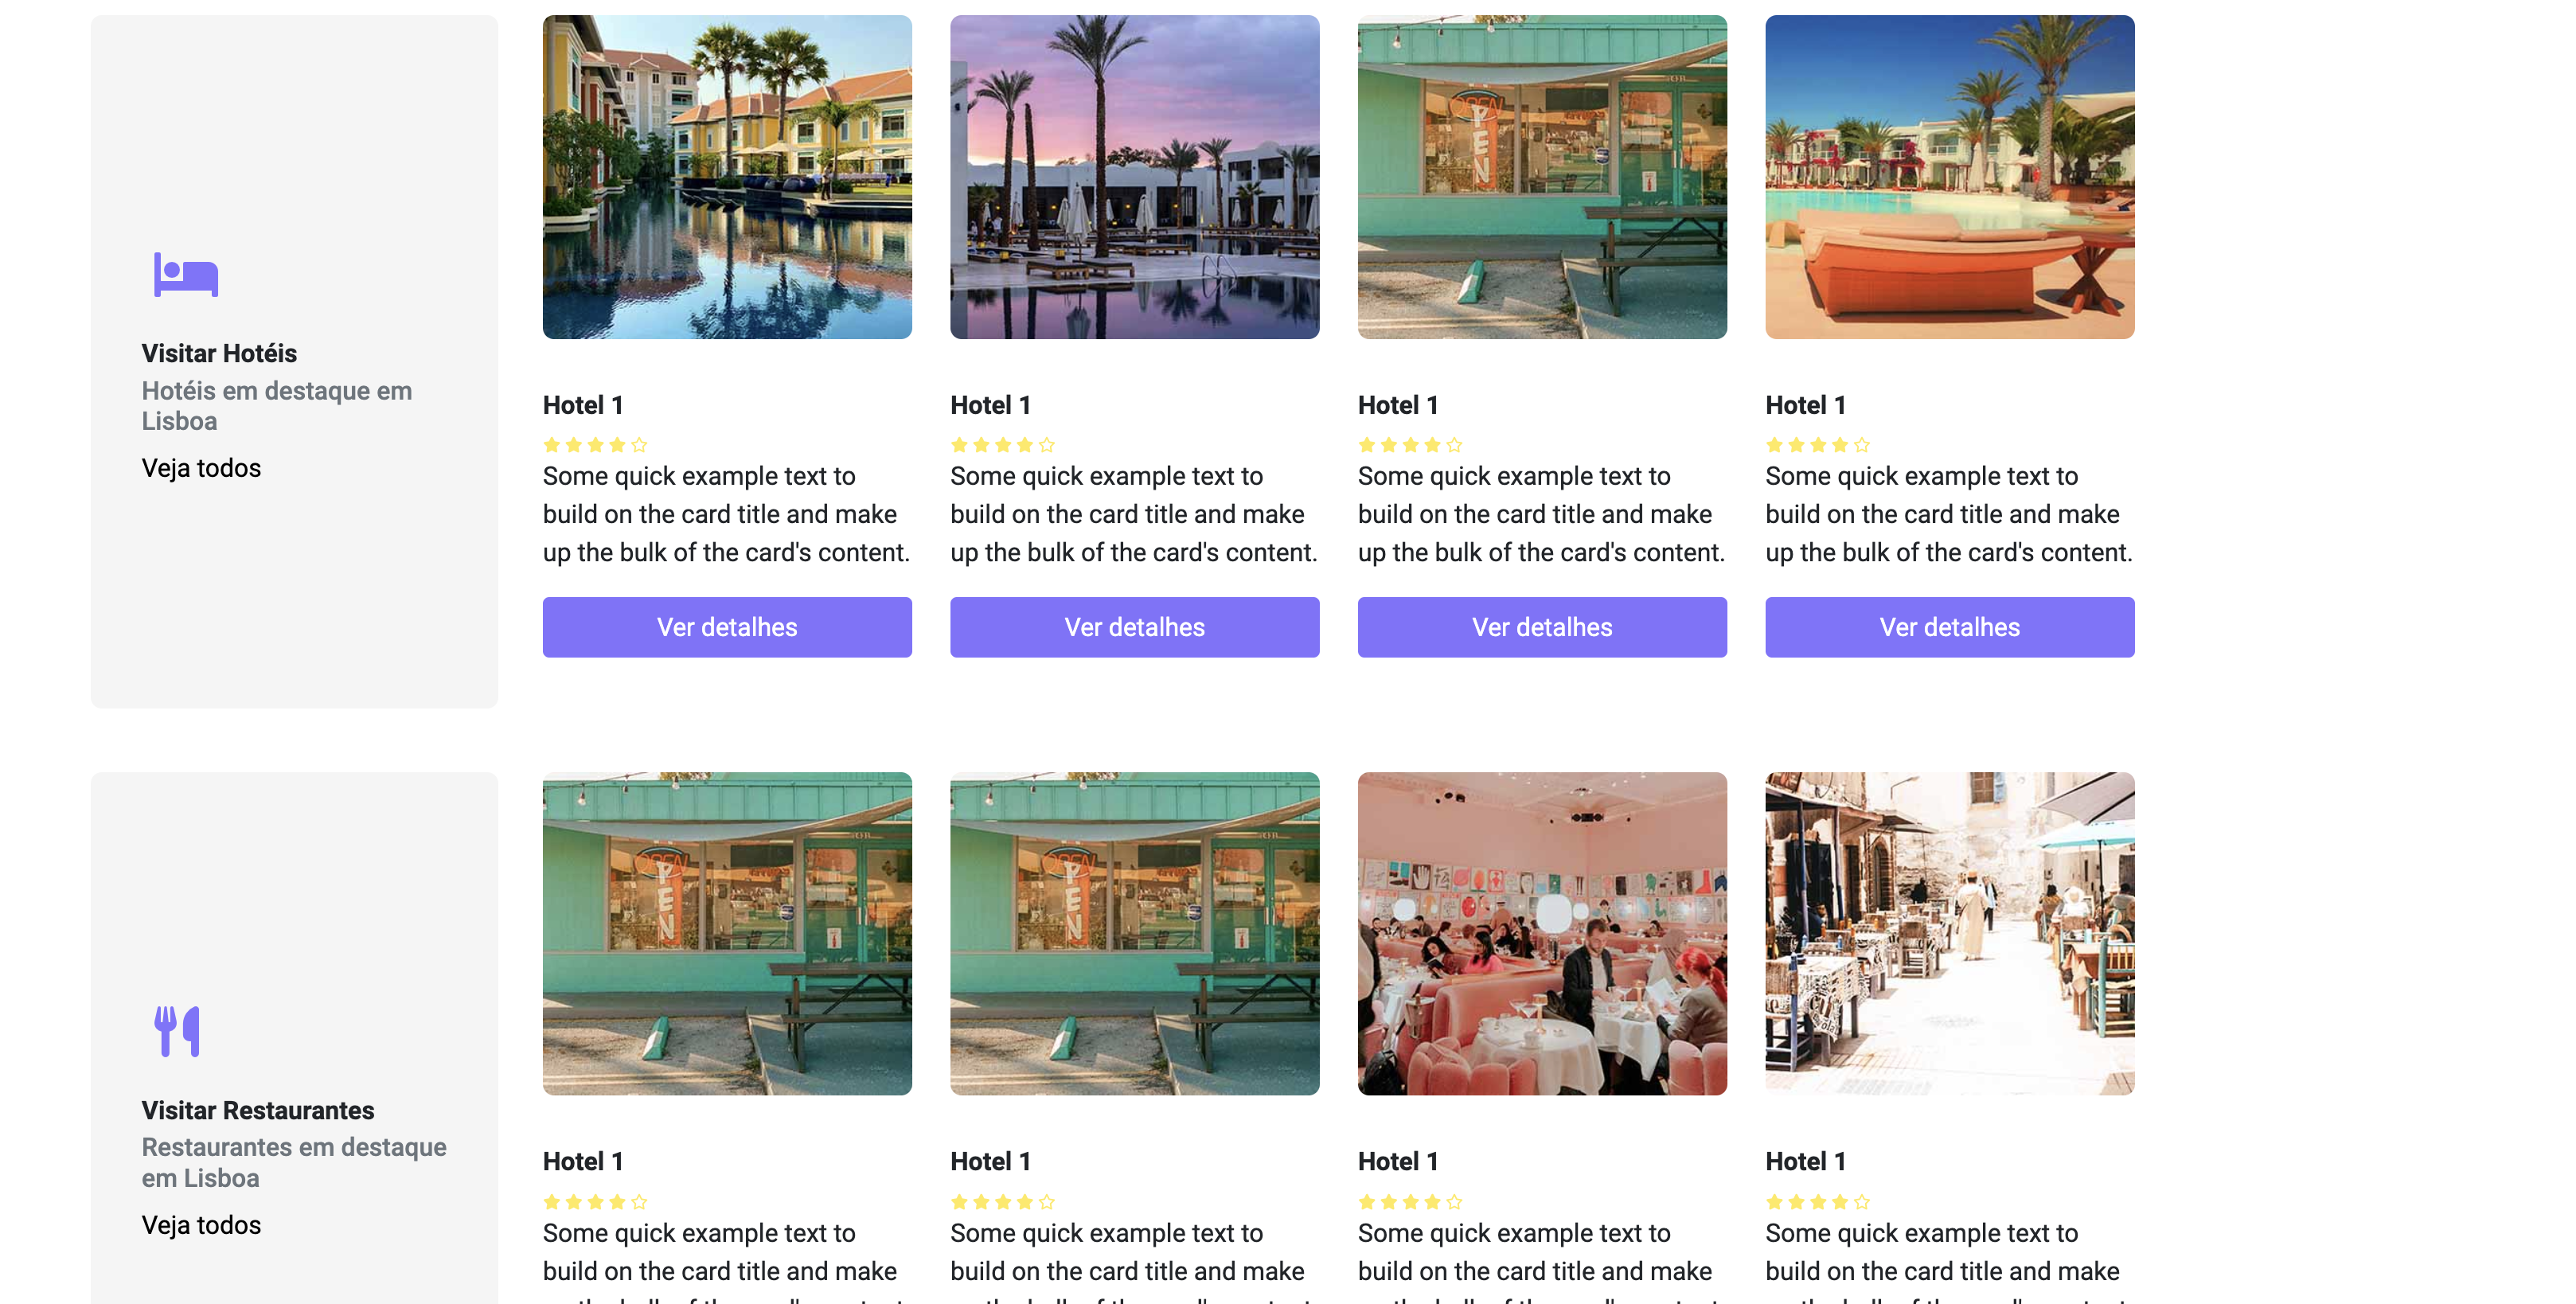 OPEN
PEN
Visitar Hotéis
Hotéis em destaque em
Lisboa
Veja todos
Hotel 1
Hotel 1
Hotel 1
Hotel 1
Some quick example text to
build on the card title and make
up the bulk of the card's content.
Some quick example text to
build on the card title and make
up the bulk of the card's content.
Some quick example text to
build on the card title and make
up the bulk of the card's content.
Some quick example text to
build on the card title and make
up the bulk of the card's content.
Ver detalhes
Ver detalhes
Ver detalhes
Ver detalhes
OPEN
PEN
OPEN
PEN
Visitar Restaurantes
Restaurantes em destaque
em Lisboa
Veja todos
Hotel 1
Hotel 1
Hotel 1
Hotel 1
Some quick example text to
build on the card title and make
Some quick example text to
build on the card title and make
Some quick example text to
build on the card title and make
Some quick example text to
build on the card title and make